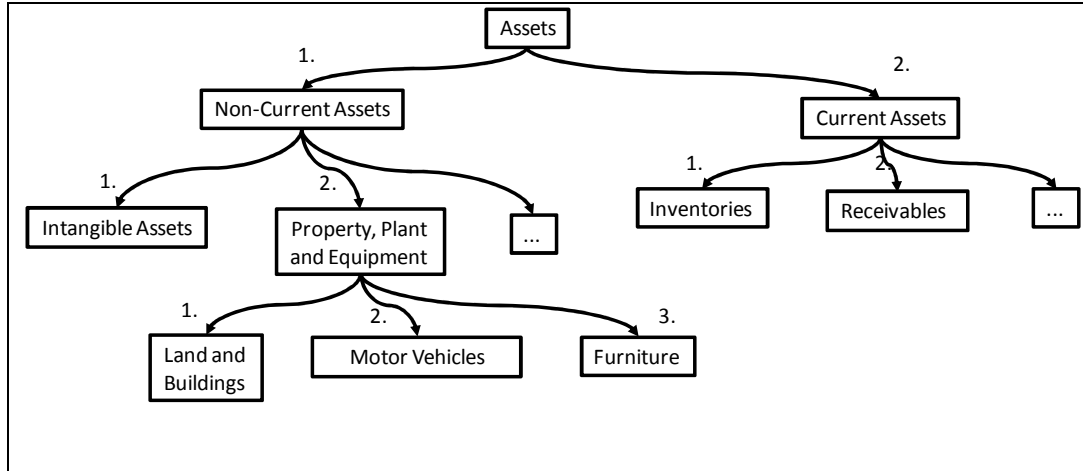 Assets
1.
2.
Non-Current Assets
Current Assets
1.
2.
1.
2.
Intangible Assets
Property, Plant
and Equipment
...
Inventories
Receivables
...
1.
2.
3.
Land and
Buildings
Motor Vehicles
Furniture